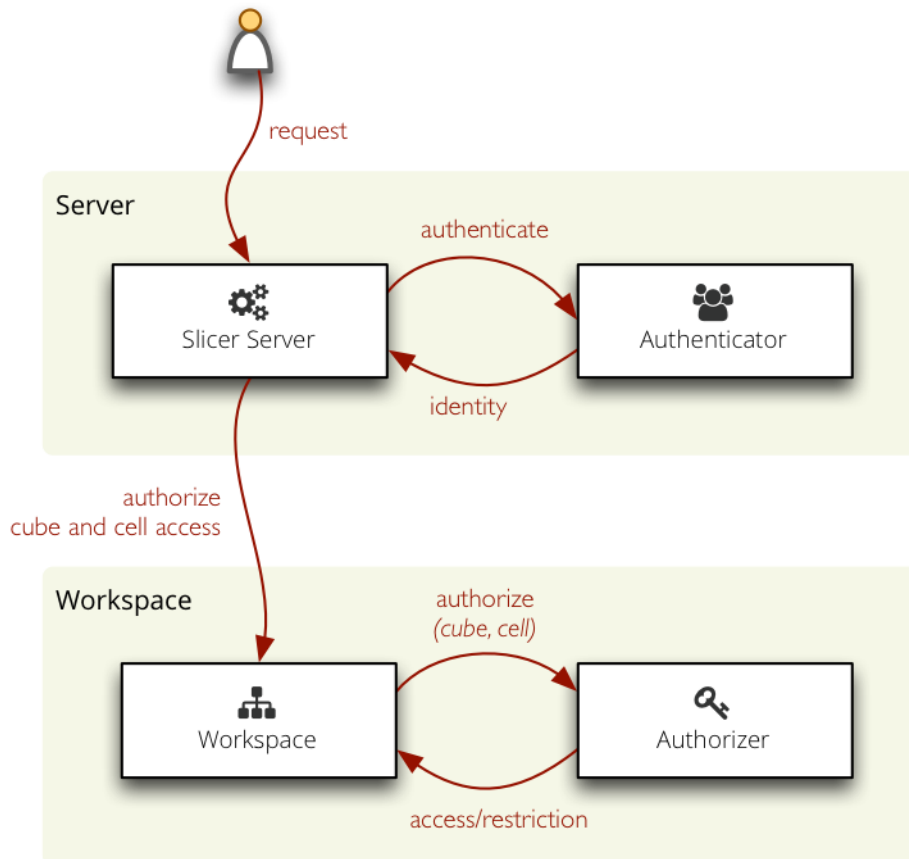 request
Server
authenticate
Slicer Server
Authenticator
identity
authorize
cube and cell access
Workspace
authorize
(cube, cell)
Workspace
Authorizer
access/restriction